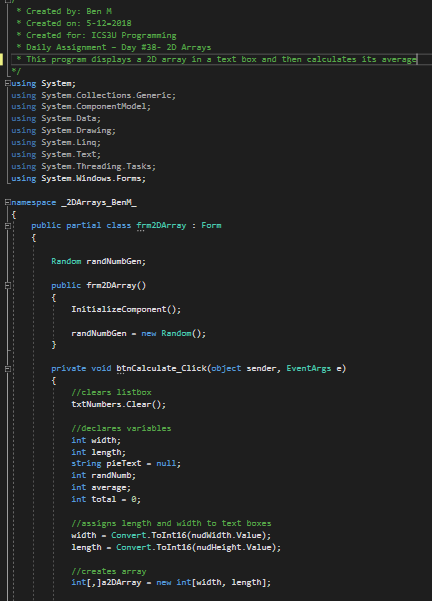 * Created by: Ben M
* Created on: 5-12=2018
* Created for: ICS3U Programming
* Daily Assignment – Day #38- 2D Arrays
* This program displays a 2D array in a text box and then calculates its average
*/
using System;
using System.Collections.Generic;
using System.ComponentModel;
using System.Data;
using System.Drawing;
using System.Linq;
using System.Text;
using System.Threading.Tasks;
using System.Windows.Forms;
namespace _2DArrays_BenM_
{
public partial class frm2DArray : Form
{
Random randNumbGen;
public frm2DArray()
{
InitializeComponent();
randNumbGen = new Random();
}
private void btnCalculate_Click(object sender, EventArgs e)
{
//clears listbox
txtNumbers.Clear();
//declares variables
int width;
int length;
string pieText = null;
int randNumb;
int average;
int total = 0;
//assigns length and width to text boxes
width = Convert.ToInt16(nudWidth.Value);
length = Convert.ToInt16(nudHeight.Value);
//creates array
int[,]a2DArray = new int[width, length];